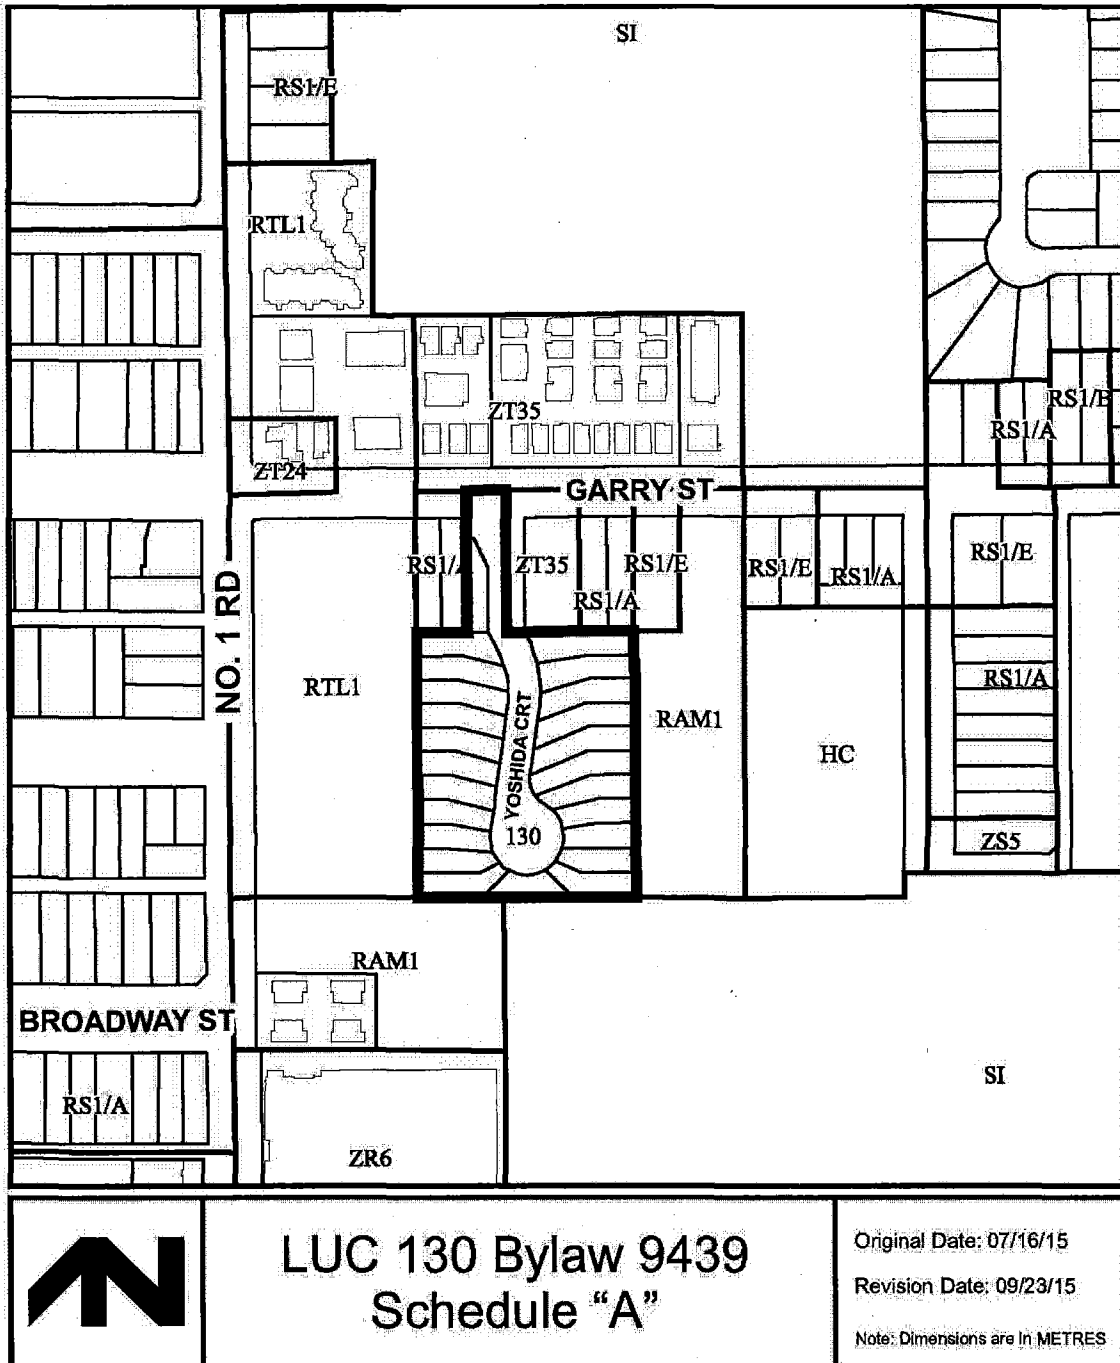 SI
RS1/E
RTL1
RS1/E
ZT35
RS1/A
ZT24
GARRY ST
RS1/
ZT35
RS1/E
RS1/E
RS1/A
RS1/E
RS1/A
NO. 1 RD
RTL1
YOSHIDA CRT
RAM1
RS1/A
HC
130
ZS5
RAM1
BROADWAY ST
SI
RS1/A
ZR6
N
LUC 130 Bylaw 9439
Schedule “A”
Original Date: 07/16/15
Revision Date: 09/23/15
Note: Dimensions are in METRES